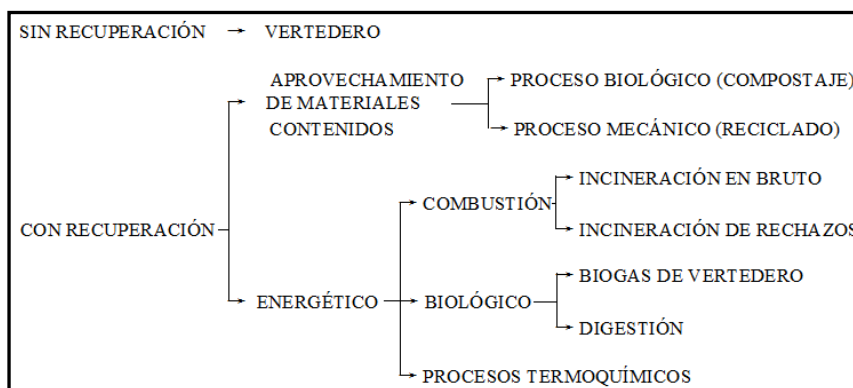 SIN RECUPERACIÓN
VERTEDERO
APROVECHAMIENTO
DE MATERIALES
CONTENIDOS
PROCESO BIOLÓGICO (COMPOSTAJE)
PROCESO MECÁNICO (RECICLADO)
CON RECUPERACIÓN
ENERGÉTICO
COMBUSTIÓN
INCINERACIÓN EN BRUTO
INCINERACIÓN DE RECHAZOS
BIOLÓGICO
BIOGAS DE VERTEDERO
DIGESTIÓN
PROCESOS TERMOQUÍMICOS